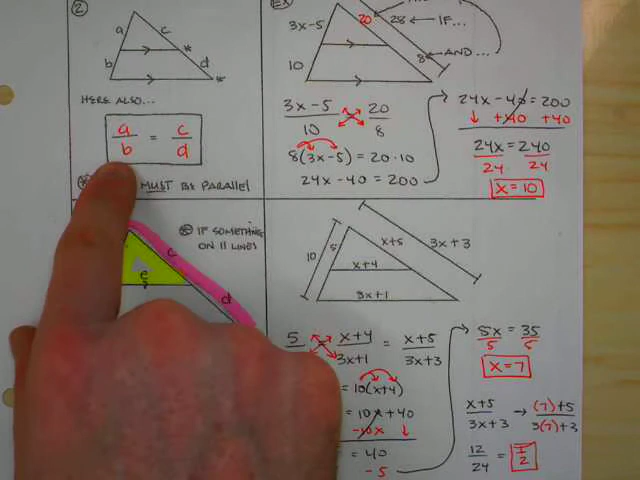 ②
a
c
b
d
*
*
HERE ALSO...
a/b = c/d
MUST BE PARALLEL
* IF SOMETHING
ON 11 LINES
c
e
d
EX
3x-5
20
28 ← IF...
8 ← AND...
10
3x-5/10 20/8
8(3x-5) = 20·10
24x-40 = 200
24x-40 = 200
+40 +40
24x = 240
24 24
x = 10
10
5
x+5
3x+3
x+4
3x+1
5 = x+4/3x+1 = x+5/3x+3
= 10(x+4)
= 10x+40
-10x
= 40
-5
5x = 35
5 5
x = 7
x+5/3x+3 → (7)+5/3(7)+3
12/24 = 1/2